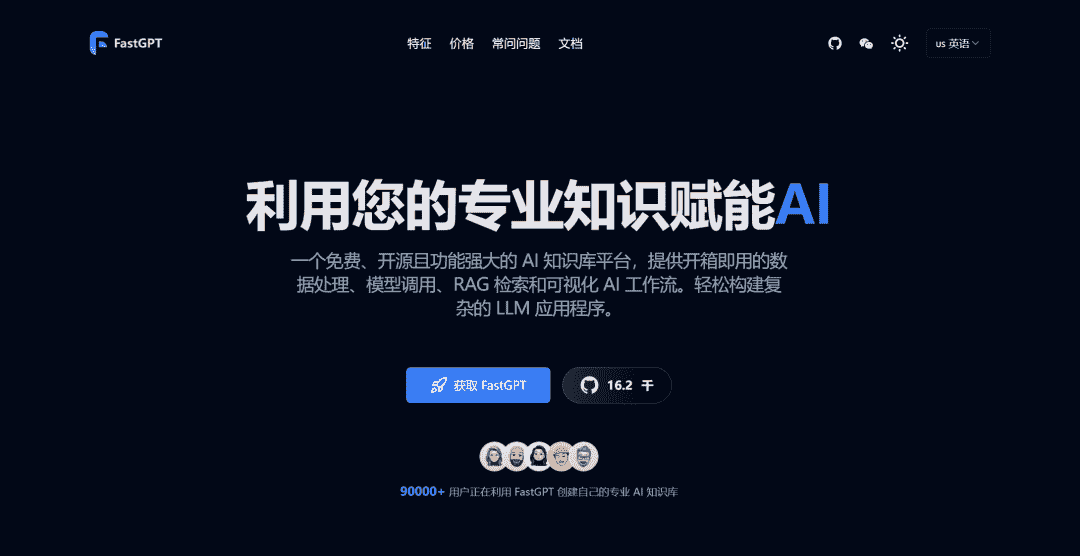 FastGPT
特征 价格 常问问题 文档
us 英语
利用您的专业知识赋能AI
一个免费、开源且功能强大的 AI 知识库平台，提供开箱即用的数
据处理、模型调用、RAG 检索和可视化 AI 工作流。轻松构建复
杂的 LLM 应用程序。
获取 FastGPT
16.2 千
90000+ 用户正在利用 FastGPT 创建自己的专业 AI 知识库